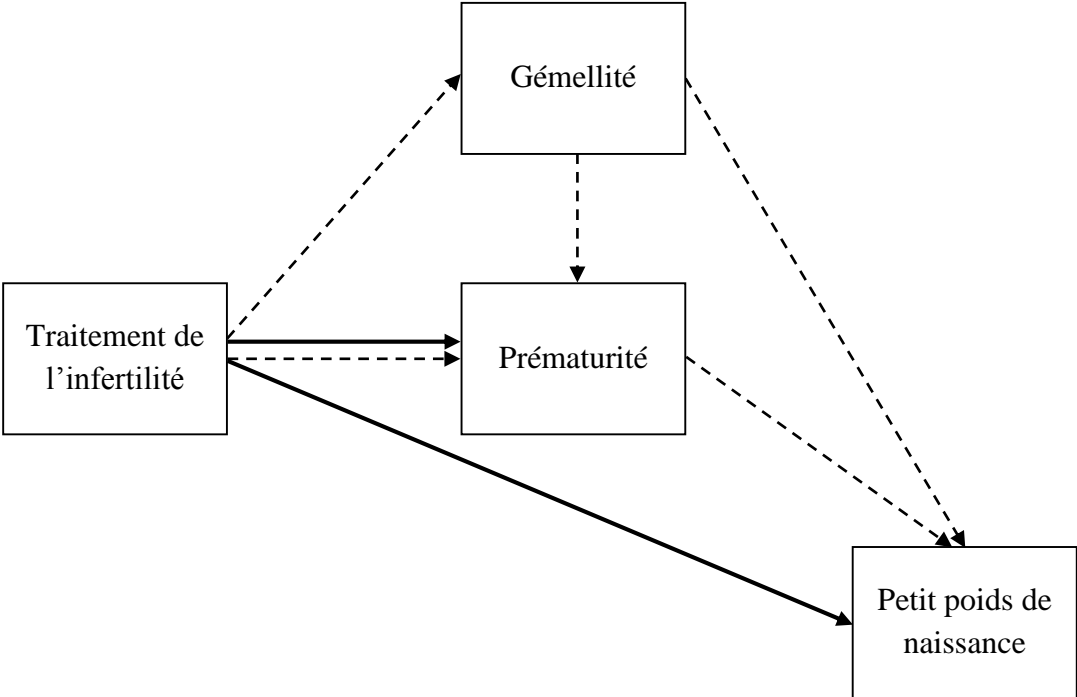 Gémellité
Traitement de
l’infertilité
Prématurité
Petit poids de
naissance